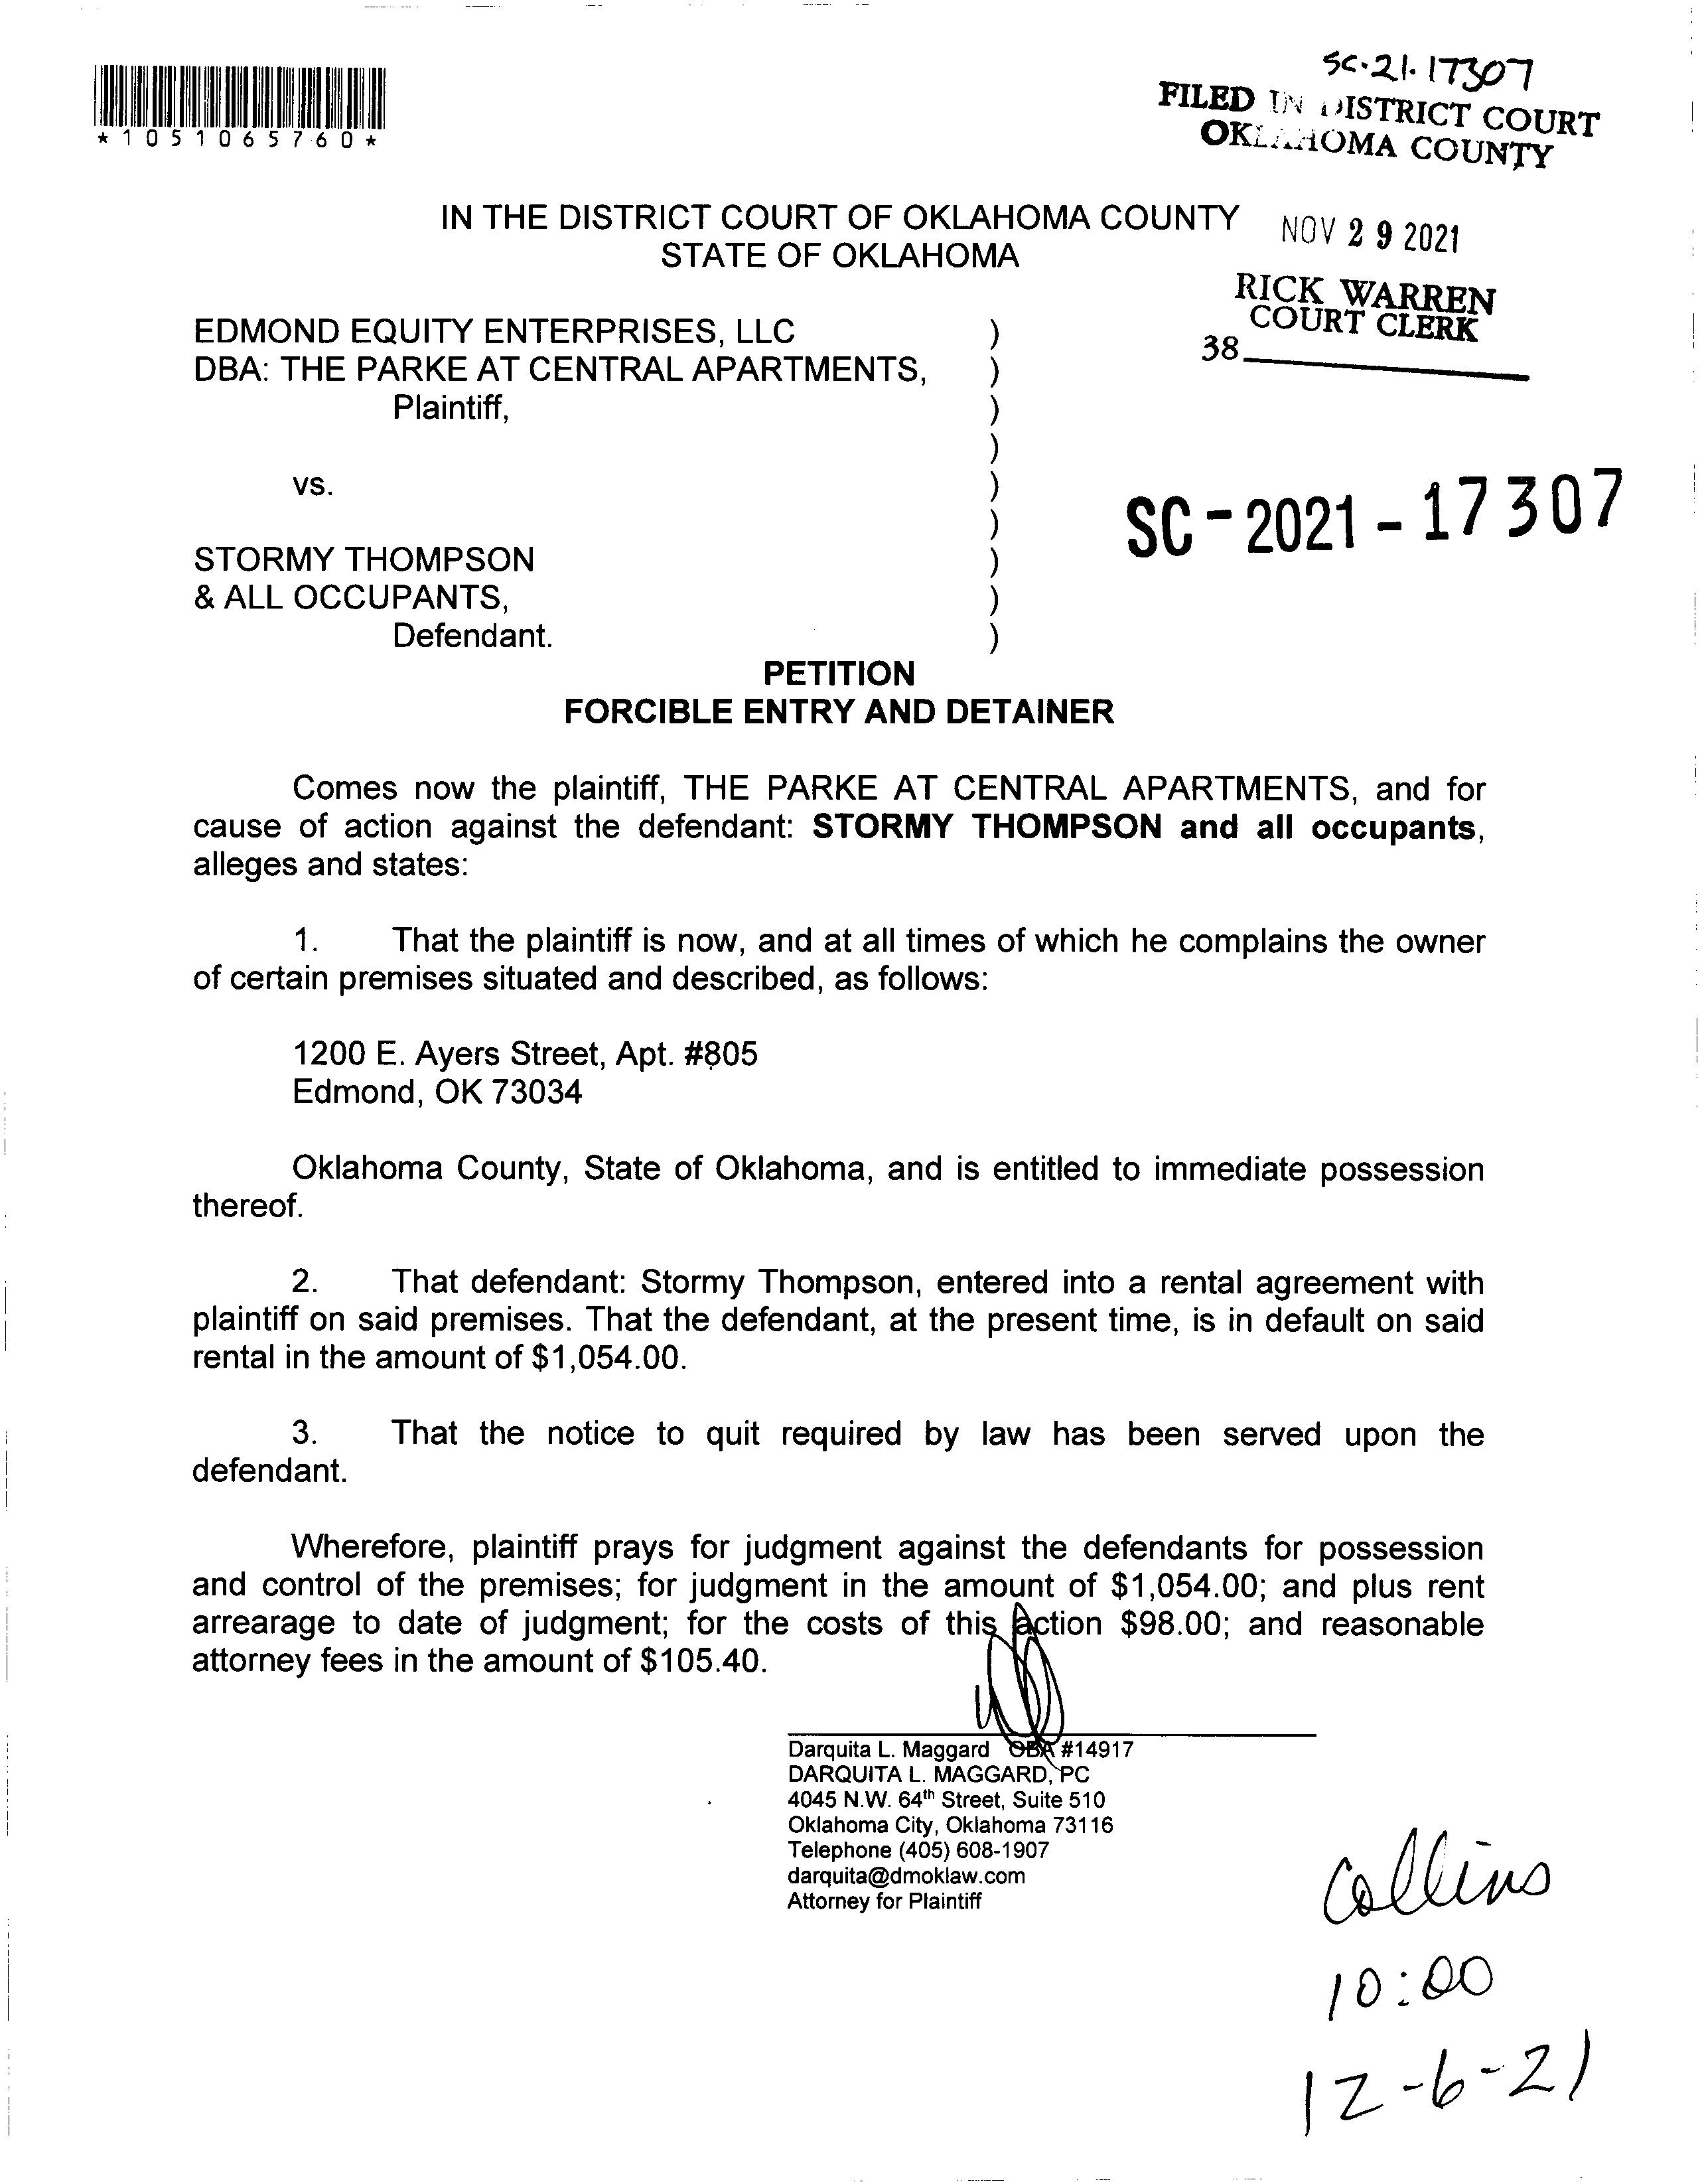 SC-21-17307
FILED IN DISTRICT COURT
OKLAHOMA COUNTY
*1051065760*
IN THE DISTRICT COURT OF OKLAHOMA COUNTY
STATE OF OKLAHOMA
NOV 29 2021
RICK WARREN
COURT CLERK
38
EDMOND EQUITY ENTERPRISES, LLC )
DBA: THE PARKE AT CENTRAL APARTMENTS, )
Plaintiff, )
)
vs. )
)
STORMY THOMPSON )
& ALL OCCUPANTS, )
Defendant. )
SC-2021-17307
PETITION
FORCIBLE ENTRY AND DETAINER
Comes now the plaintiff, THE PARKE AT CENTRAL APARTMENTS, and for
cause of action against the defendant: STORMY THOMPSON and all occupants,
alleges and states:
1. That the plaintiff is now, and at all times of which he complains the owner
of certain premises situated and described, as follows:
1200 E. Ayers Street, Apt. #805
Edmond, OK 73034
Oklahoma County, State of Oklahoma, and is entitled to immediate possession
thereof.
2. That defendant: Stormy Thompson, entered into a rental agreement with
plaintiff on said premises. That the defendant, at the present time, is in default on said
rental in the amount of $1,054.00.
3. That the notice to quit required by law has been served upon the
defendant.
Wherefore, plaintiff prays for judgment against the defendants for possession
and control of the premises; for judgment in the amount of $1,054.00; and plus rent
arrearage to date of judgment; for the costs of this action $98.00; and reasonable
attorney fees in the amount of $105.40.
Darquita L. Maggard OBA #14917
DARQUITA L. MAGGARD, PC
4045 N.W. 64th Street, Suite 510
Oklahoma City, Oklahoma 73116
Telephone (405) 608-1907
darquita@dmoklaw.com
Attorney for Plaintiff
Collins
10:00
12-6-21